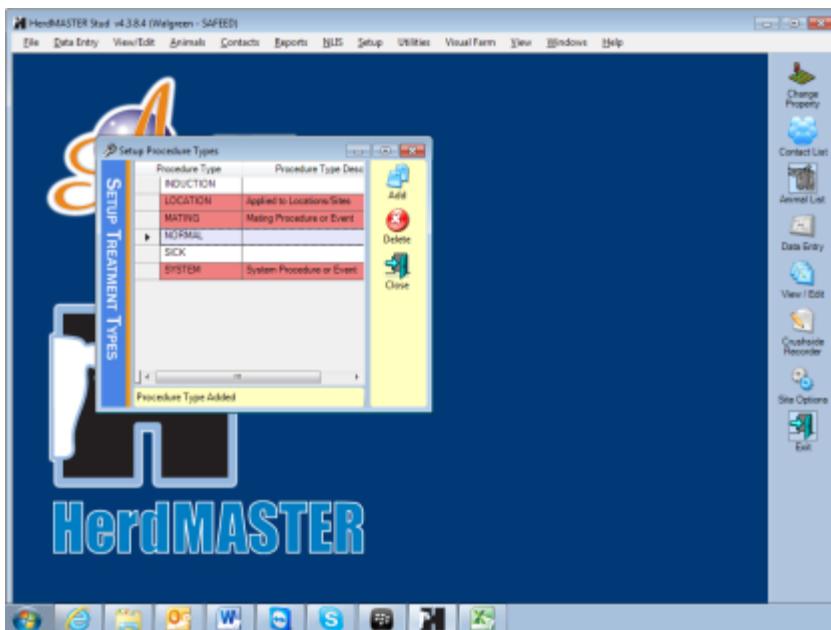 HerdMASTER Stud v4.3.8.4 (Walgreen - SAFEED)
File Data Entry View/Edit Animals Contacts Reports NLIS Setup Utilities Visual Farm View Windows Help
Change Property
Contact List
Animal List
Data Entry
View / Edit
Crushside Recorder
Site Options
Exit
Setup Procedure Types
SETUP TREATMENT TYPES
Procedure Type Procedure Type Desc
INDUCTION
LOCATION Applied to Locations/Sites
MATING Mating Procedure or Event
NORMAL
SICK
SYSTEM System Procedure or Event
Add
Delete
Close
Procedure Type Added
HerdMASTER